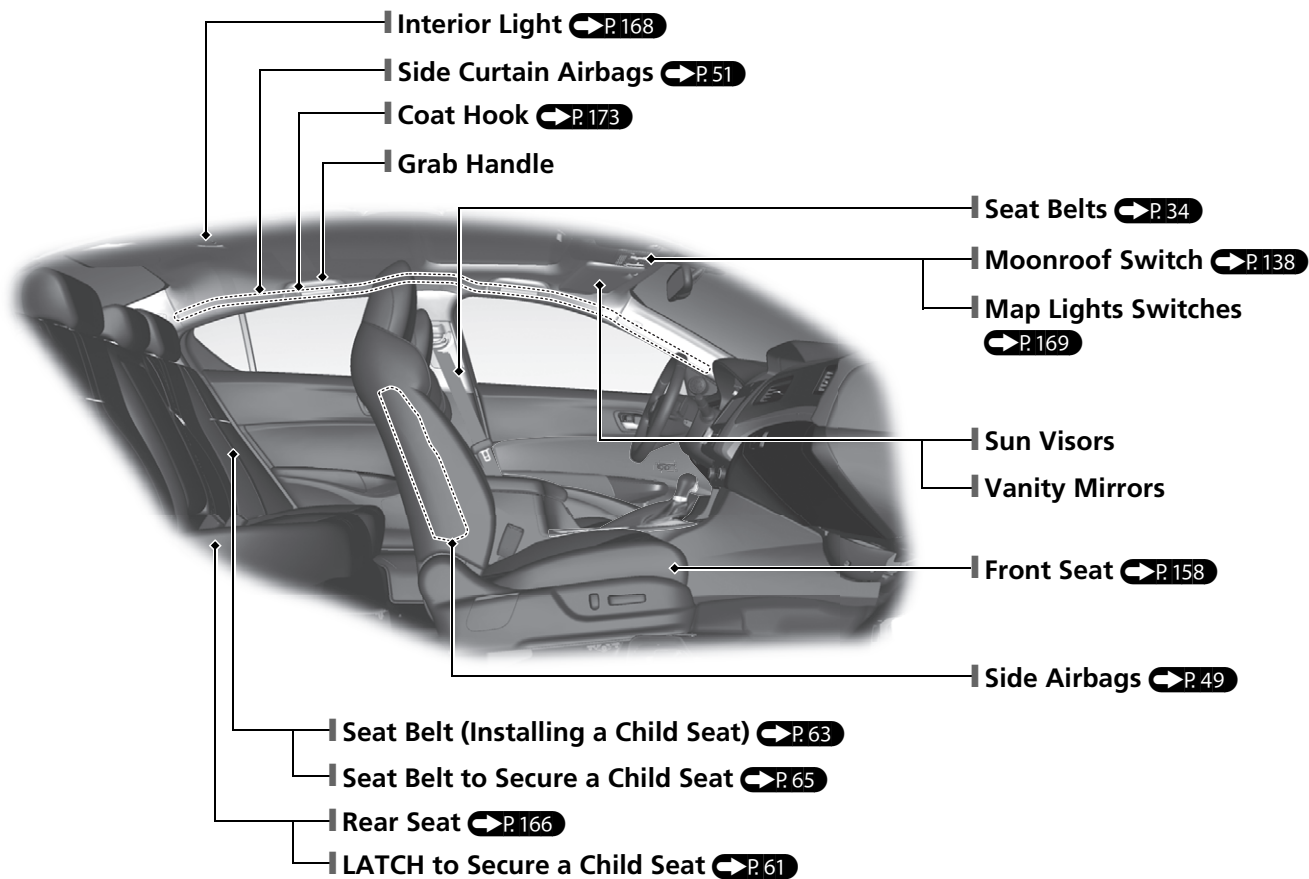 Interior Light P. 168
Side Curtain Airbags P. 51
Coat Hook P. 173
Grab Handle
Seat Belts P. 34
Moonroof Switch P. 138
Map Lights Switches
P. 169
Sun Visors
Vanity Mirrors
Front Seat P. 158
Side Airbags P. 49
Seat Belt (Installing a Child Seat) P. 63
Seat Belt to Secure a Child Seat P. 65
Rear Seat P. 166
LATCH to Secure a Child Seat P. 61